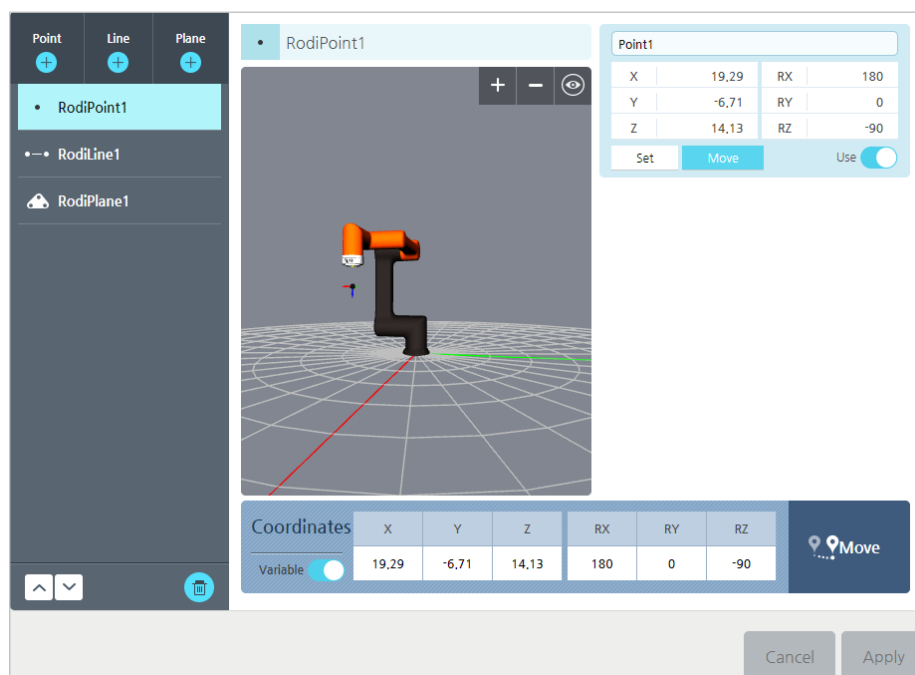 Point Line Plane
RodiPoint1
RodiLine1
RodiPlane1
RodiPoint1
Point1
X 19,29 RX 180
Y -6,71 RY 0
Z 14,13 RZ -90
Set Move Use
Coordinates X Y Z RX RY RZ
Variable 19,29 -6,71 14,13 180 0 -90
Move
Cancel Apply